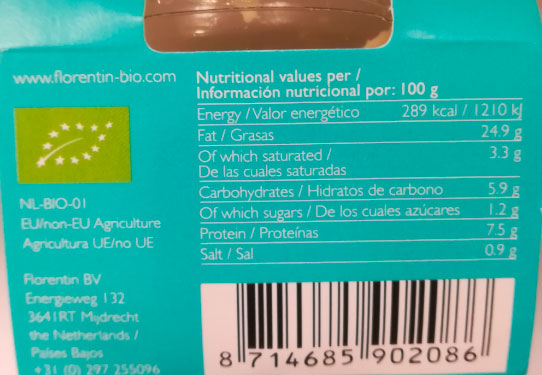 www.florentin-bio.com
NL-BIO-01
EU/non-EU Agriculture
Agricultura UE/no UE
Florentin BV
Energieweg 132
3641RT Mijdrecht
the Netherlands /
Países Bajos
+31 (0) 297 255096
Nutritional values per /
Información nutricional por: 100 g
Energy / Valor energético 289 kcal / 1210 kJ
Fat / Grasas 24.9 g
Of which saturated / 3.3 g
De las cuales saturadas
Carbohydrates / Hidratos de carbono 5.9 g
Of which sugars / De los cuales azúcares 1.2 g
Protein / Proteínas 7.5 g
Salt / Sal 0.9 g
8 714685 902086